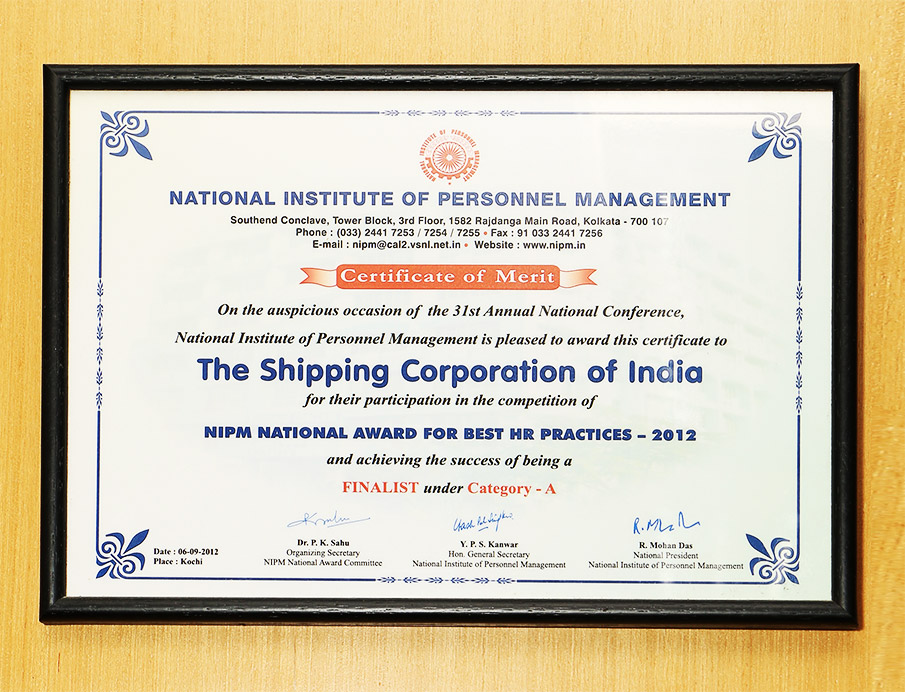 NATIONAL INSTITUTE OF PERSONNEL MANAGEMENT
NATIONAL INSTITUTE OF PERSONNEL MANAGEMENT
Southend Conclave, Tower Block, 3rd Floor, 1582 Rajdanga Main Road, Kolkata - 700 107
Phone : (033) 2441 7253 / 7254 / 7255 • Fax : 91 033 2441 7256
E-mail : nipm@cal2.vsnl.net.in • Website : www.nipm.in
Certificate of Merit
On the auspicious occasion of the 31st Annual National Conference,
National Institute of Personnel Management is pleased to award this certificate to
The Shipping Corporation of India
for their participation in the competition of
NIPM NATIONAL AWARD FOR BEST HR PRACTICES – 2012
and achieving the success of being a
FINALIST under Category - A
Date : 06-09-2012
Place : Kochi
Dr. P. K. Sahu
Organizing Secretary
NIPM National Award Committee
Y. P. S. Kanwar
Hon. General Secretary
National Institute of Personnel Management
R. Mohan Das
National President
National Institute of Personnel Management